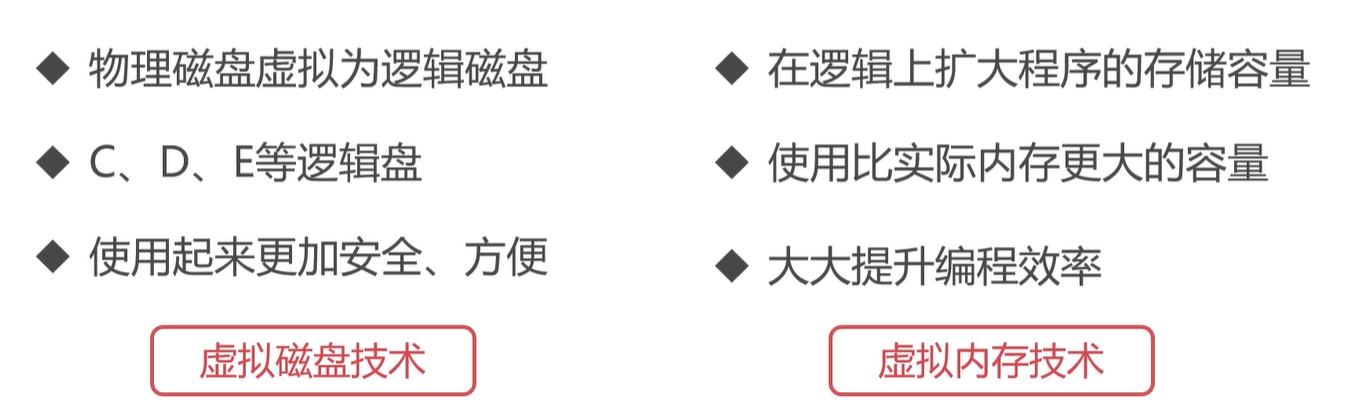 ◆ 物理磁盘虚拟为逻辑磁盘
◆ C、D、E等逻辑盘
◆ 使用起来更加安全、方便
虚拟磁盘技术
◆ 在逻辑上扩大程序的存储容量
◆ 使用比实际内存更大的容量
◆ 大大提升编程效率
虚拟内存技术